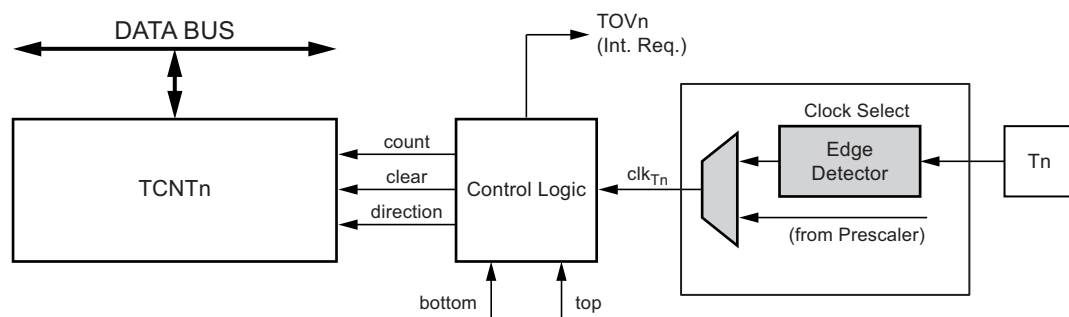 DATA BUS
TOVn
(Int. Req.)
Clock Select
TCNTn
count
clear
direction
Control Logic
clkTn
Edge
Detector
Tn
(from Prescaler)
bottom
top